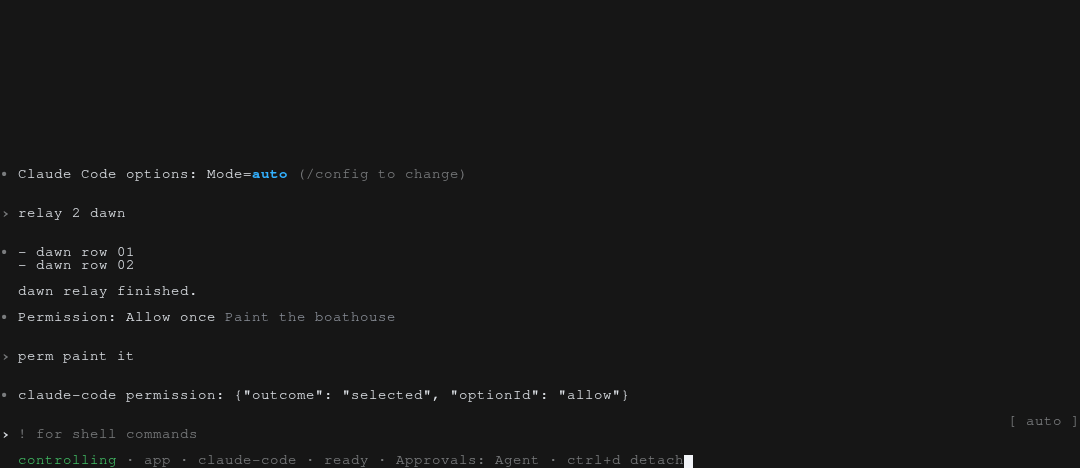 • Claude Code options: Mode=auto (/config to change)
› relay 2 dawn
• - dawn row 01
- dawn row 02
dawn relay finished.
• Permission: Allow once Paint the boathouse
› perm paint it
• claude-code permission: {"outcome": "selected", "optionId": "allow"}
[ auto ]
› ! for shell commands
controlling · app · claude-code · ready · Approvals: Agent · ctrl+d detach